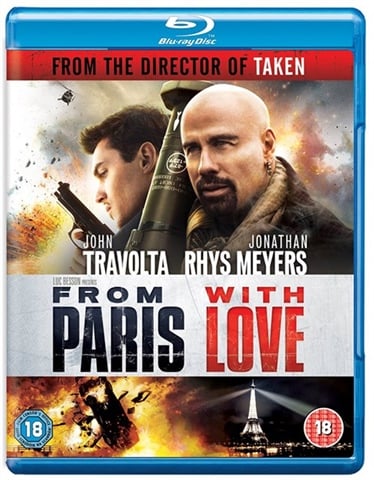 Blu-ray Disc
FROM THE DIRECTOR OF TAKEN
JOHN JONATHAN
TRAVOLTA RHYS MEYERS
LUC BESSON PRESENTS
FROM WITH
PARIS LOVE
18
18